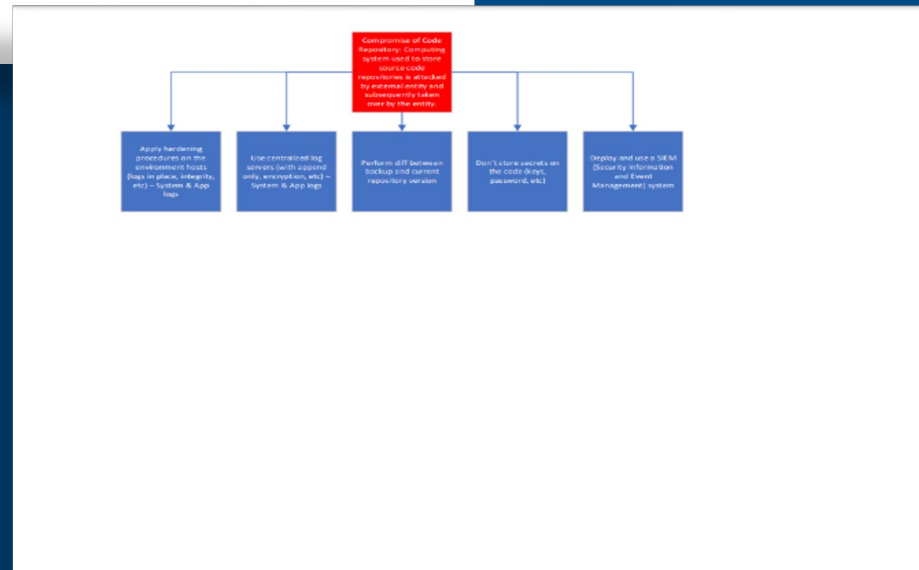 Compromise of Code
Repository: Computing
system used to store
source code
repositories is attacked
by external entity and
subsequently taken
over by the entity.
Apply hardening
procedures on the
environment hosts
(logs in place, integrity,
etc) – System & App
logs
Use centralized log
servers (with append
only, encryption, etc) –
System & App logs
Perform diff between
backup and current
repository version
Don't store secrets on
the code (keys,
password, etc)
Deploy and use a SIEM
(Security Information
and Event
Management) system